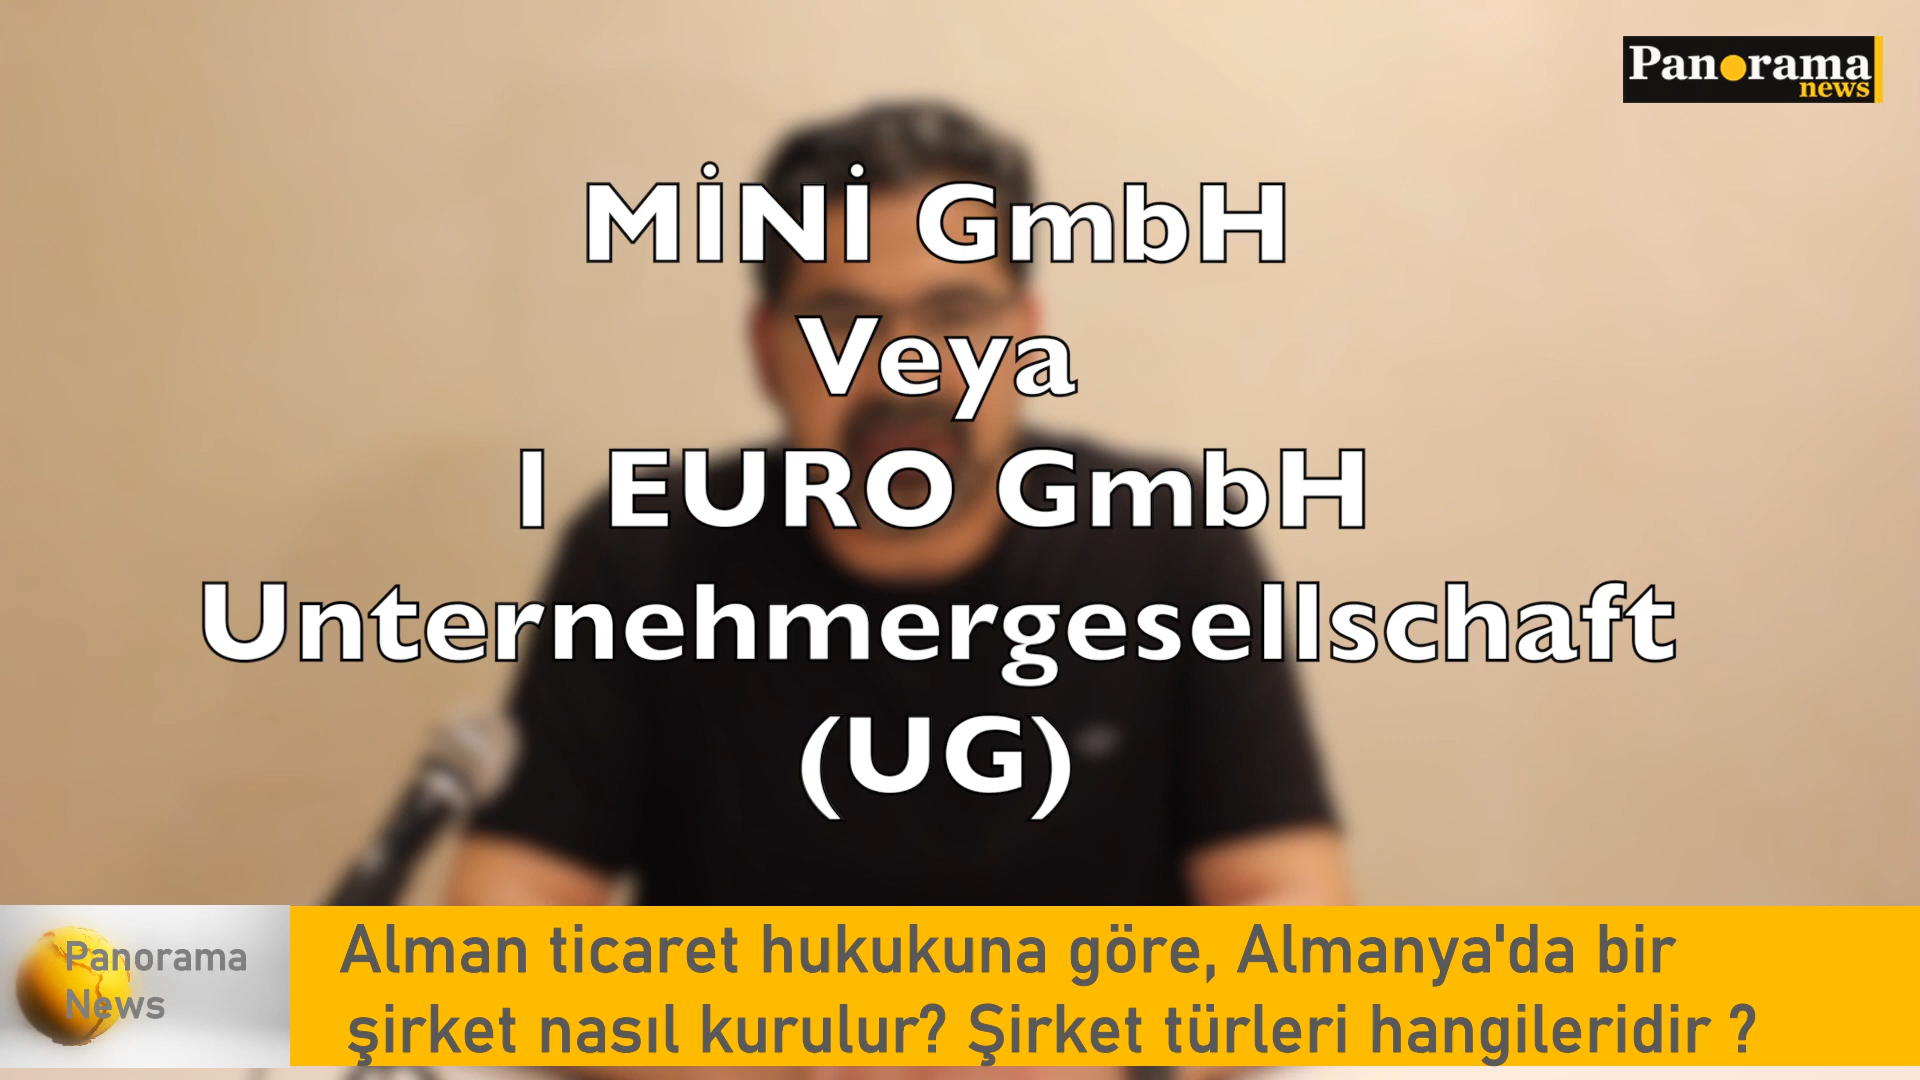 Panorama
news
MİNİ GmbH
Veya
1 EURO GmbH
Unternehmergesellschaft
(UG)
Panorama
News
Alman ticaret hukukuna göre, Almanya'da bir
şirket nasıl kurulur? Şirket türleri hangileridir ?